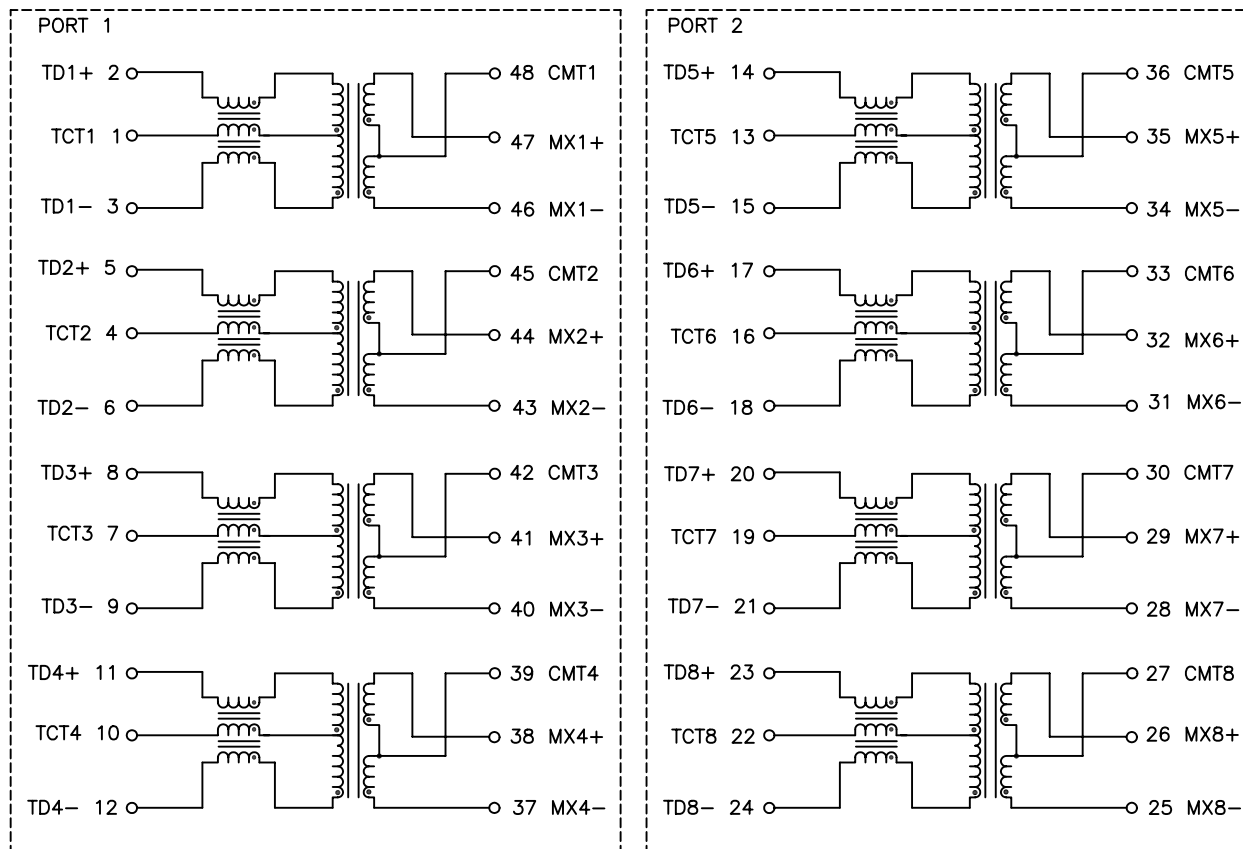 PORT 1
TD1+ 2
48 CMT1
TCT1 1
47 MX1+
TD1- 3
46 MX1-
TD2+ 5
45 CMT2
TCT2 4
44 MX2+
TD2- 6
43 MX2-
TD3+ 8
42 CMT3
TCT3 7
41 MX3+
TD3- 9
40 MX3-
TD4+ 11
39 CMT4
TCT4 10
38 MX4+
TD4- 12
37 MX4-
PORT 2
TD5+ 14
36 CMT5
TCT5 13
35 MX5+
TD5- 15
34 MX5-
TD6+ 17
33 CMT6
TCT6 16
32 MX6+
TD6- 18
31 MX6-
TD7+ 20
30 CMT7
TCT7 19
29 MX7+
TD7- 21
28 MX7-
TD8+ 23
27 CMT8
TCT8 22
26 MX8+
TD8- 24
25 MX8-